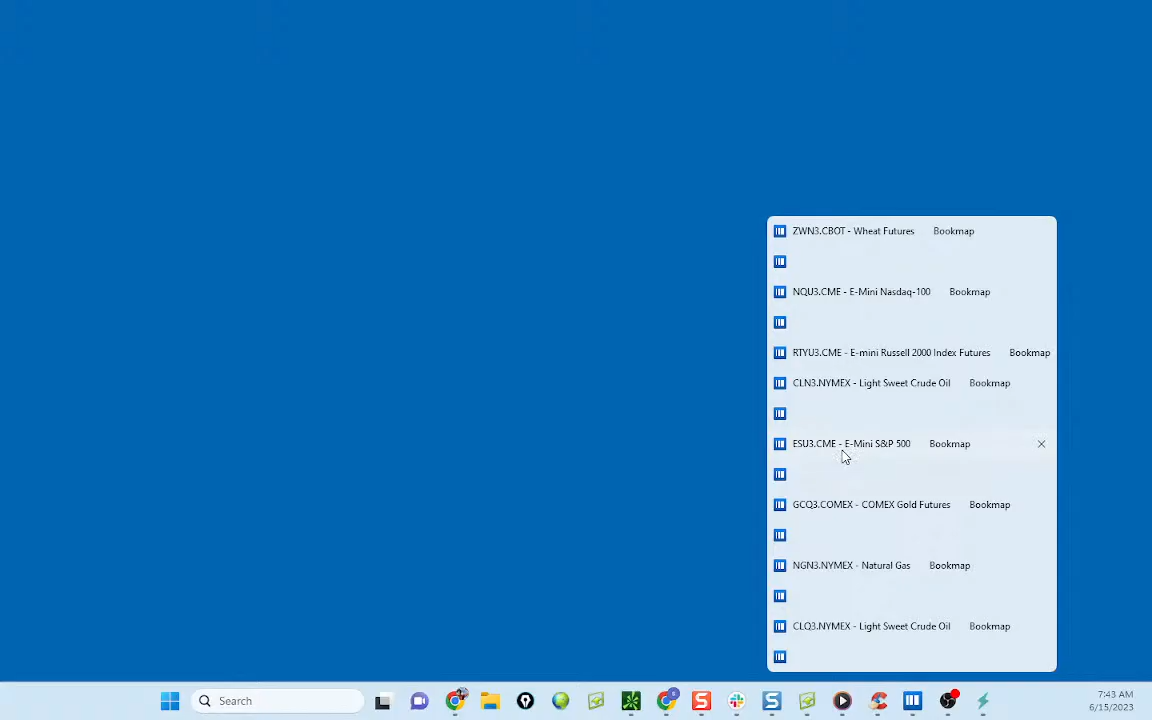 ZWN3.CBOT - Wheat Futures Bookmap
NQU3.CME - E-Mini Nasdaq-100 Bookmap
RTYU3.CME - E-mini Russell 2000 Index Futures Bookmap
CLN3.NYMEX - Light Sweet Crude Oil Bookmap
ESU3.CME - E-Mini S&P 500 Bookmap
GCQ3.COMEX - COMEX Gold Futures Bookmap
NGN3.NYMEX - Natural Gas Bookmap
CLQ3.NYMEX - Light Sweet Crude Oil Bookmap
Search
7:43 AM
6/15/2023